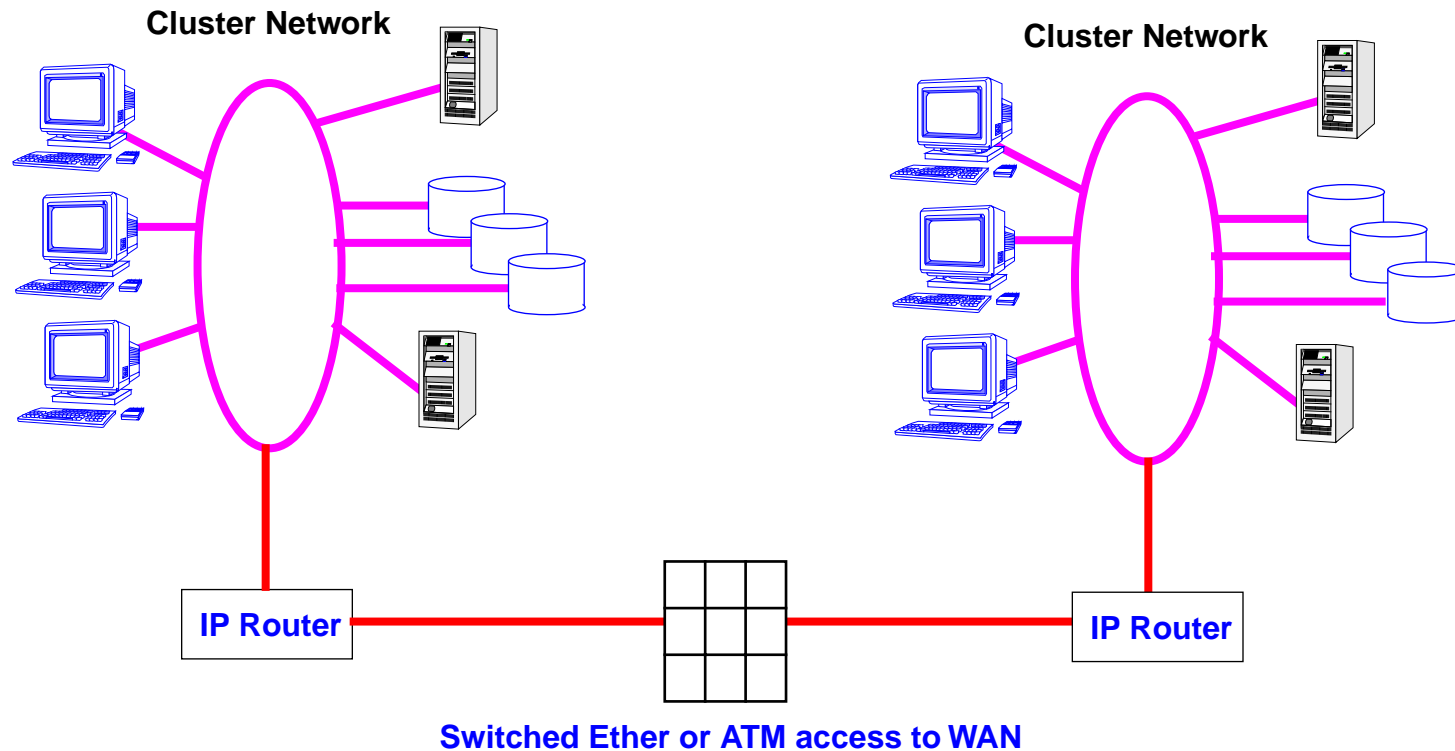 Cluster Network
Cluster Network
IP Router
IP Router
Switched Ether or ATM access to WAN